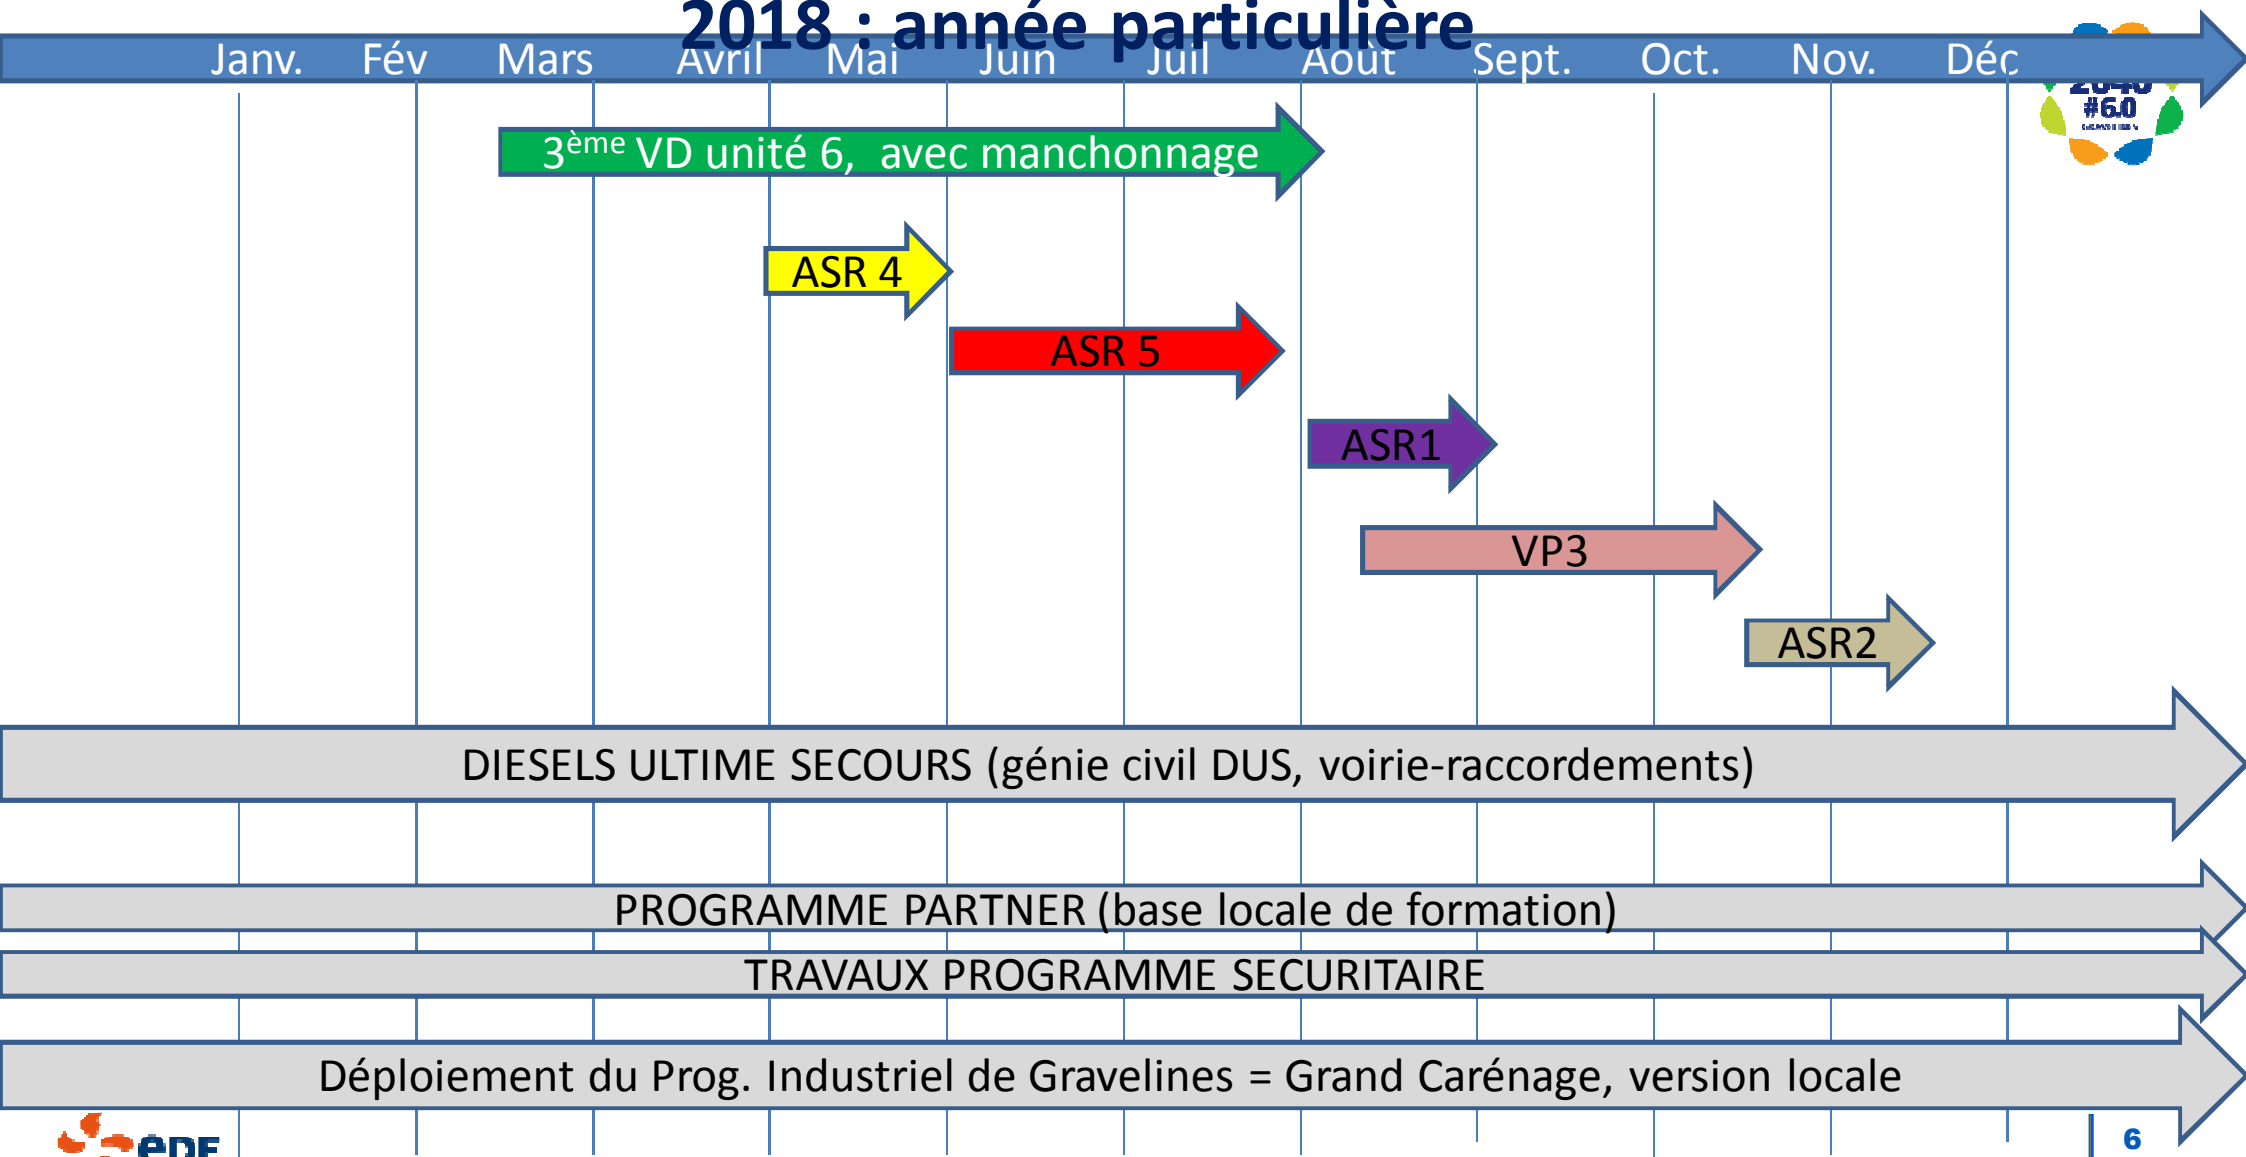 2018 : année particulière
Janv. Fév Mars Avril Mai Juin Juil Août Sept. Oct. Nov. Déc
2040
#6.0
3ème VD unité 6, avec manchonnage
ASR 4
ASR 5
ASR1
VP3
ASR2
DIESELS ULTIME SECOURS (génie civil DUS, voirie-raccordements)
PROGRAMME PARTNER (base locale de formation)
TRAVAUX PROGRAMME SECURITAIRE
Déploiement du Prog. Industriel de Gravelines = Grand Carénage, version locale
eDF
6